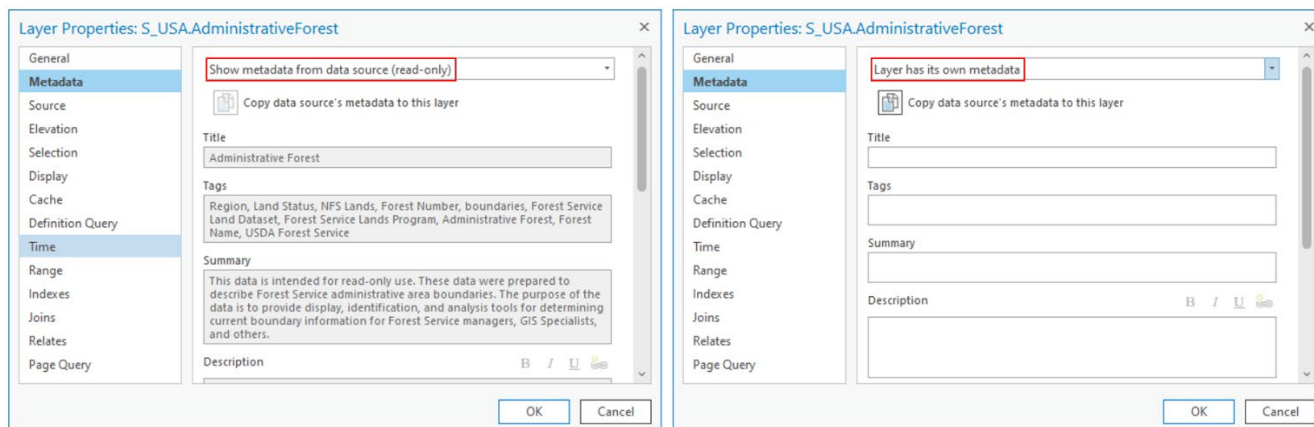 Layer Properties: S_USA.AdministrativeForest
General
Metadata
Source
Elevation
Selection
Display
Cache
Definition Query
Time
Range
Indexes
Joins
Relates
Page Query
Show metadata from data source (read-only)
Copy data source's metadata to this layer
Title
Administrative Forest
Tags
Region, Land Status, NFS Lands, Forest Number, boundaries, Forest Service
Land Dataset, Forest Service Lands Program, Administrative Forest, Forest
Name, USDA Forest Service
Summary
This data is intended for read-only use. These data were prepared to
describe Forest Service administrative area boundaries. The purpose of the
data is to provide display, identification, and analysis tools for determining
current boundary information for Forest Service managers, GIS Specialists,
and others.
Description B I U
OK Cancel
Layer Properties: S_USA.AdministrativeForest
General
Metadata
Source
Elevation
Selection
Display
Cache
Definition Query
Time
Range
Indexes
Joins
Relates
Page Query
Layer has its own metadata
Copy data source's metadata to this layer
Title
Tags
Summary
Description B I U
OK Cancel